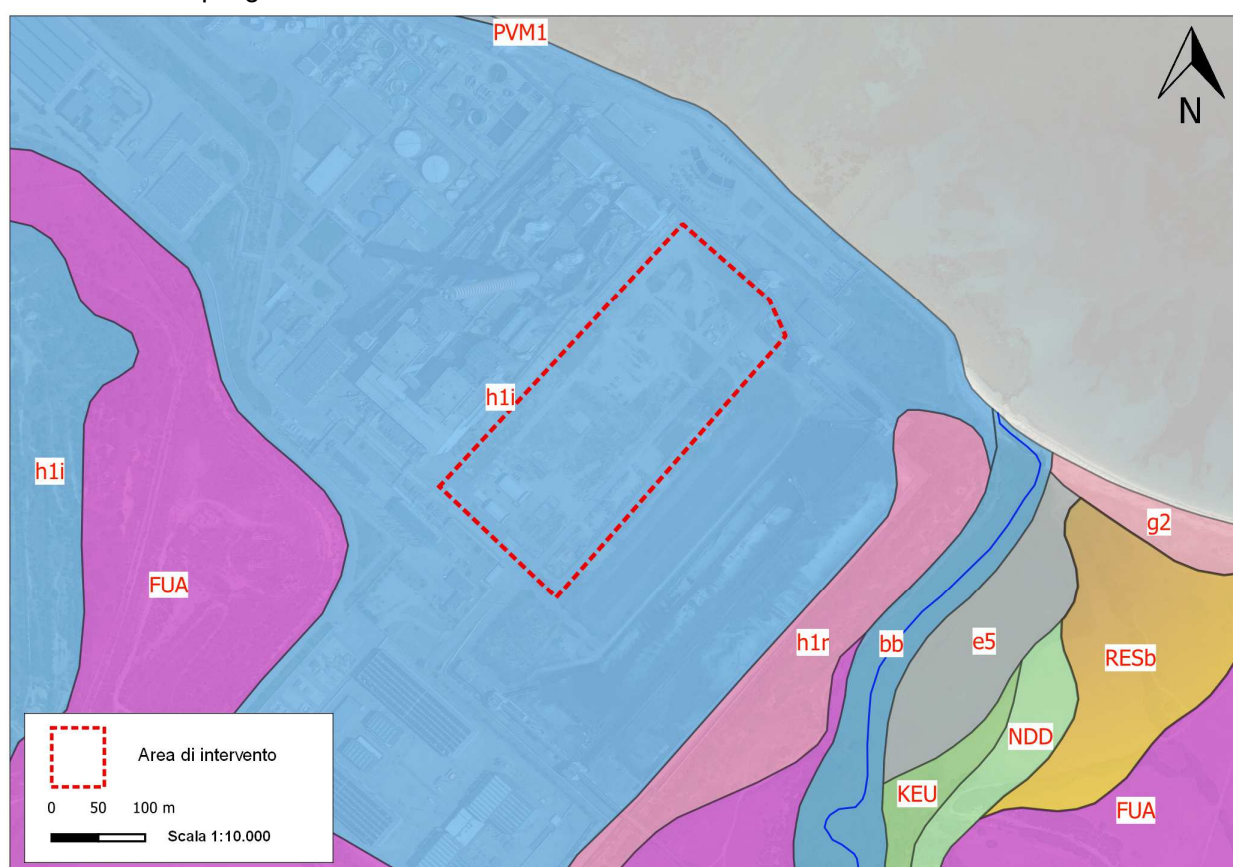 PVM1
N
h1i
h1i
g2
FUA
h1r
bb
e5
RESb
NDD
KEU
FUA
Area di intervento
0 50 100 m
Scala 1:10.000